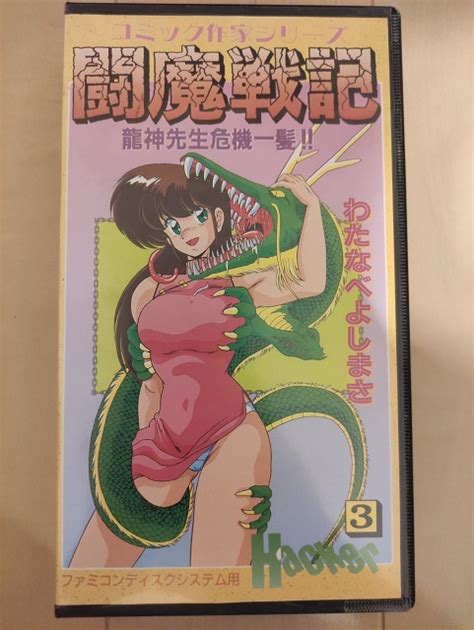 コミック作家シリーズ
闘魔戦記
龍神先生危機一髪!!
わたなべよしまさ
3
Hacker
ファミコンディスクシステム用